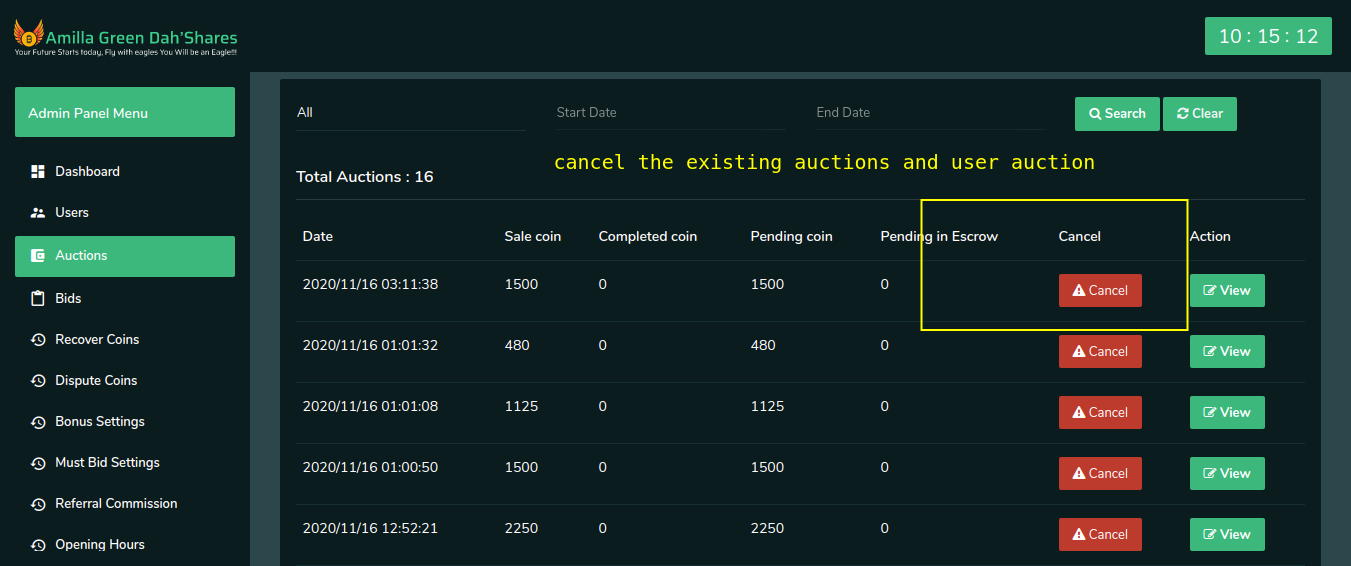 Amilla Green Dah'Shares
Your Future Starts today, Fly with eagles You Will be an Eagle!!!
10 : 15 : 12
Admin Panel Menu
Dashboard
Users
Auctions
Bids
Recover Coins
Dispute Coins
Bonus Settings
Must Bid Settings
Referral Commission
Opening Hours
All Start Date End Date Search Clear
cancel the existing auctions and user auction
Total Auctions : 16
Date Sale coin Completed coin Pending coin Pending in Escrow Cancel Action
2020/11/16 03:11:38 1500 0 1500 0 Cancel View
2020/11/16 01:01:32 480 0 480 0 Cancel View
2020/11/16 01:01:08 1125 0 1125 0 Cancel View
2020/11/16 01:00:50 1500 0 1500 0 Cancel View
2020/11/16 12:52:21 2250 0 2250 0 Cancel View